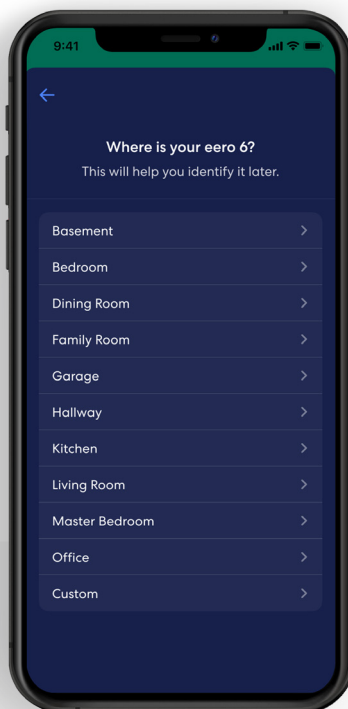 9:41
Where is your eero 6?
This will help you identify it later.
Basement
Bedroom
Dining Room
Family Room
Garage
Hallway
Kitchen
Living Room
Master Bedroom
Office
Custom